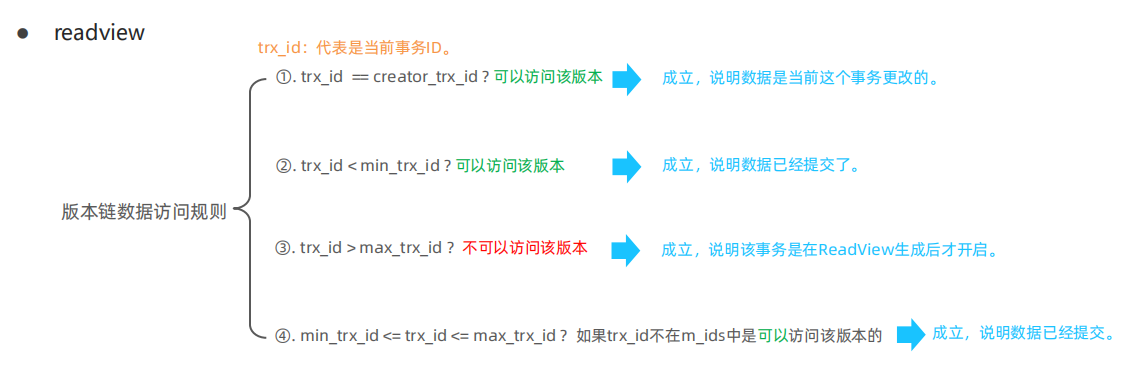 ● readview
trx_id：代表是当前事务ID。
①. trx_id == creator_trx_id ? 可以访问该版本 成立，说明数据是当前这个事务更改的。
②. trx_id < min_trx_id ? 可以访问该版本 成立，说明数据已经提交了。
版本链数据访问规则
③. trx_id > max_trx_id ? 不可以访问该版本 成立，说明该事务是在ReadView生成后才开启。
④. min_trx_id <= trx_id <= max_trx_id ? 如果trx_id不在m_ids中是可以访问该版本的 成立，说明数据已经提交。